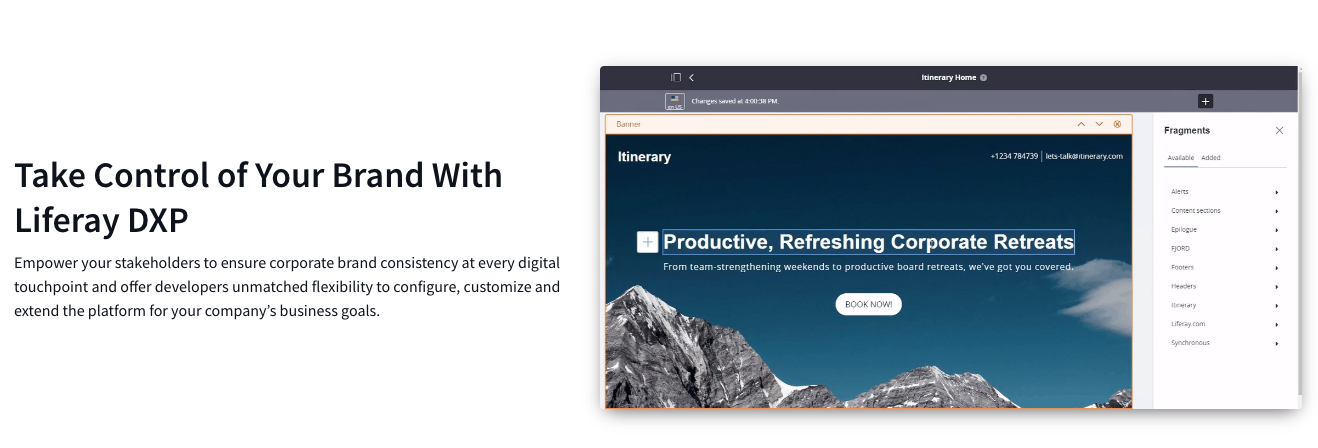 Take Control of Your Brand With
Liferay DXP
Empower your stakeholders to ensure corporate brand consistency at every digital
touchpoint and offer developers unmatched flexibility to configure, customize and
extend the platform for your company’s business goals.
Itinerary Home
en-US
Changes saved at 4:00:38 PM.
Banner
Itinerary
+1234 784739 | lets-talk@itinerary.com
Productive, Refreshing Corporate Retreats
From team-strengthening weekends to productive board retreats, we've got you covered.
BOOK NOW!
Fragments
Available Added
Alerts
Content sections
Epilogue
FJORD
Footers
Headers
Itinerary
Liferay.com
Synchronous